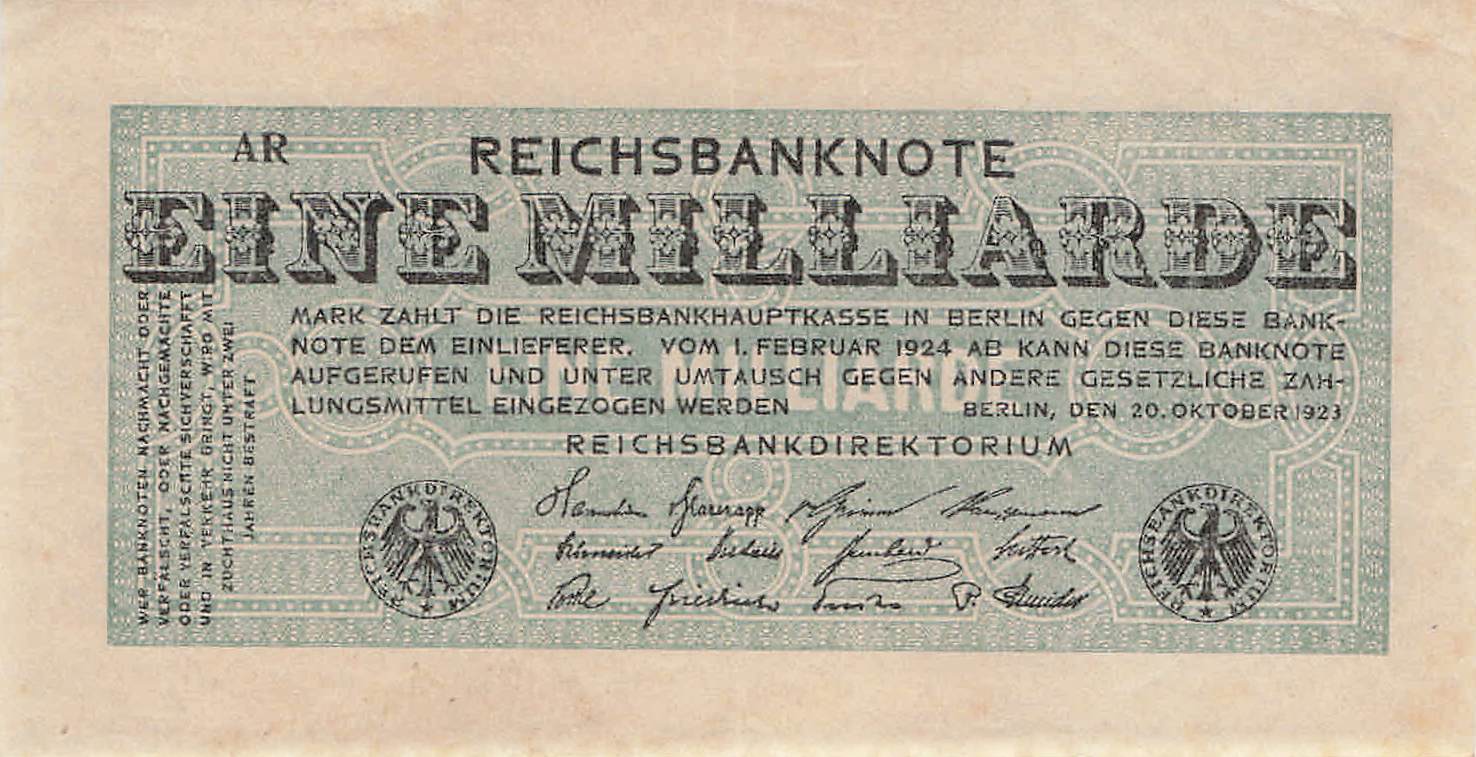 AR
REICHSBANKNOTE
EINE MILLIARDE
MARK ZAHLT DIE REICHSBANKHAUPTKASSE IN BERLIN GEGEN DIESE BANK-
NOTE DEM EINLIEFERER. VOM 1. FEBRUAR 1924 AB KANN DIESE BANKNOTE
AUFGERUFEN UND UNTER UMTAUSCH GEGEN ANDERE GESETZLICHE ZAH-
LUNGSMITTEL EINGEZOGEN WERDEN
BERLIN, DEN 20. OKTOBER 1923
REICHSBANKDIREKTORIUM
WER BANKNOTEN NACHMACHT ODER
VERFÄLSCHT, ODER NACHGEMACHTE
ODER VERFÄLSCHTE SICH VERSCHAFFT
UND IN VERKEHR BRINGT, WIRD MIT
ZUCHTHAUS NICHT UNTER ZWEI
JAHREN BESTRAFT
REICHSBANKDIREKTORIUM
Grimm
Friedrich
P. Schneider
REICHSBANKDIREKTORIUM